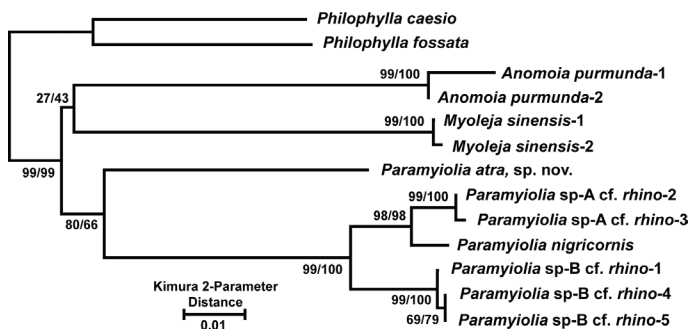 Philophylla caesio
Philophylla fossata
99/100
Anomoia purmunda-1
27/43
Anomoia purmunda-2
99/100
Myoleja sinensis-1
Myoleja sinensis-2
99/99
Paramyiolia atra, sp. nov.
99/100
Paramyiolia sp-A cf. rhino-2
80/66
98/98
Paramyiolia sp-A cf. rhino-3
Paramyiolia nigricornis
99/100
Paramyiolia sp-B cf. rhino-1
Kimura 2-Parameter
Distance
99/100
Paramyiolia sp-B cf. rhino-4
0.01
69/79
Paramyiolia sp-B cf. rhino-5